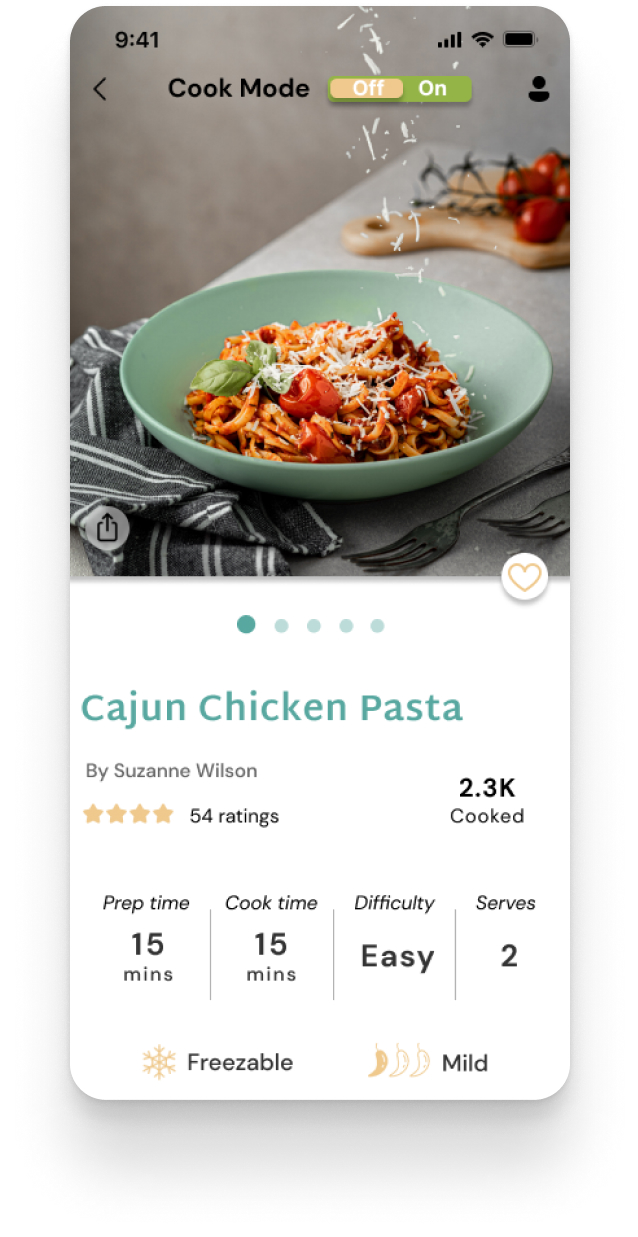 9:41
Cook Mode Off On
Cajun Chicken Pasta
By Suzanne Wilson
54 ratings
2.3K
Cooked
Prep time Cook time Difficulty Serves
15 15 Easy 2
mins mins
Freezable Mild